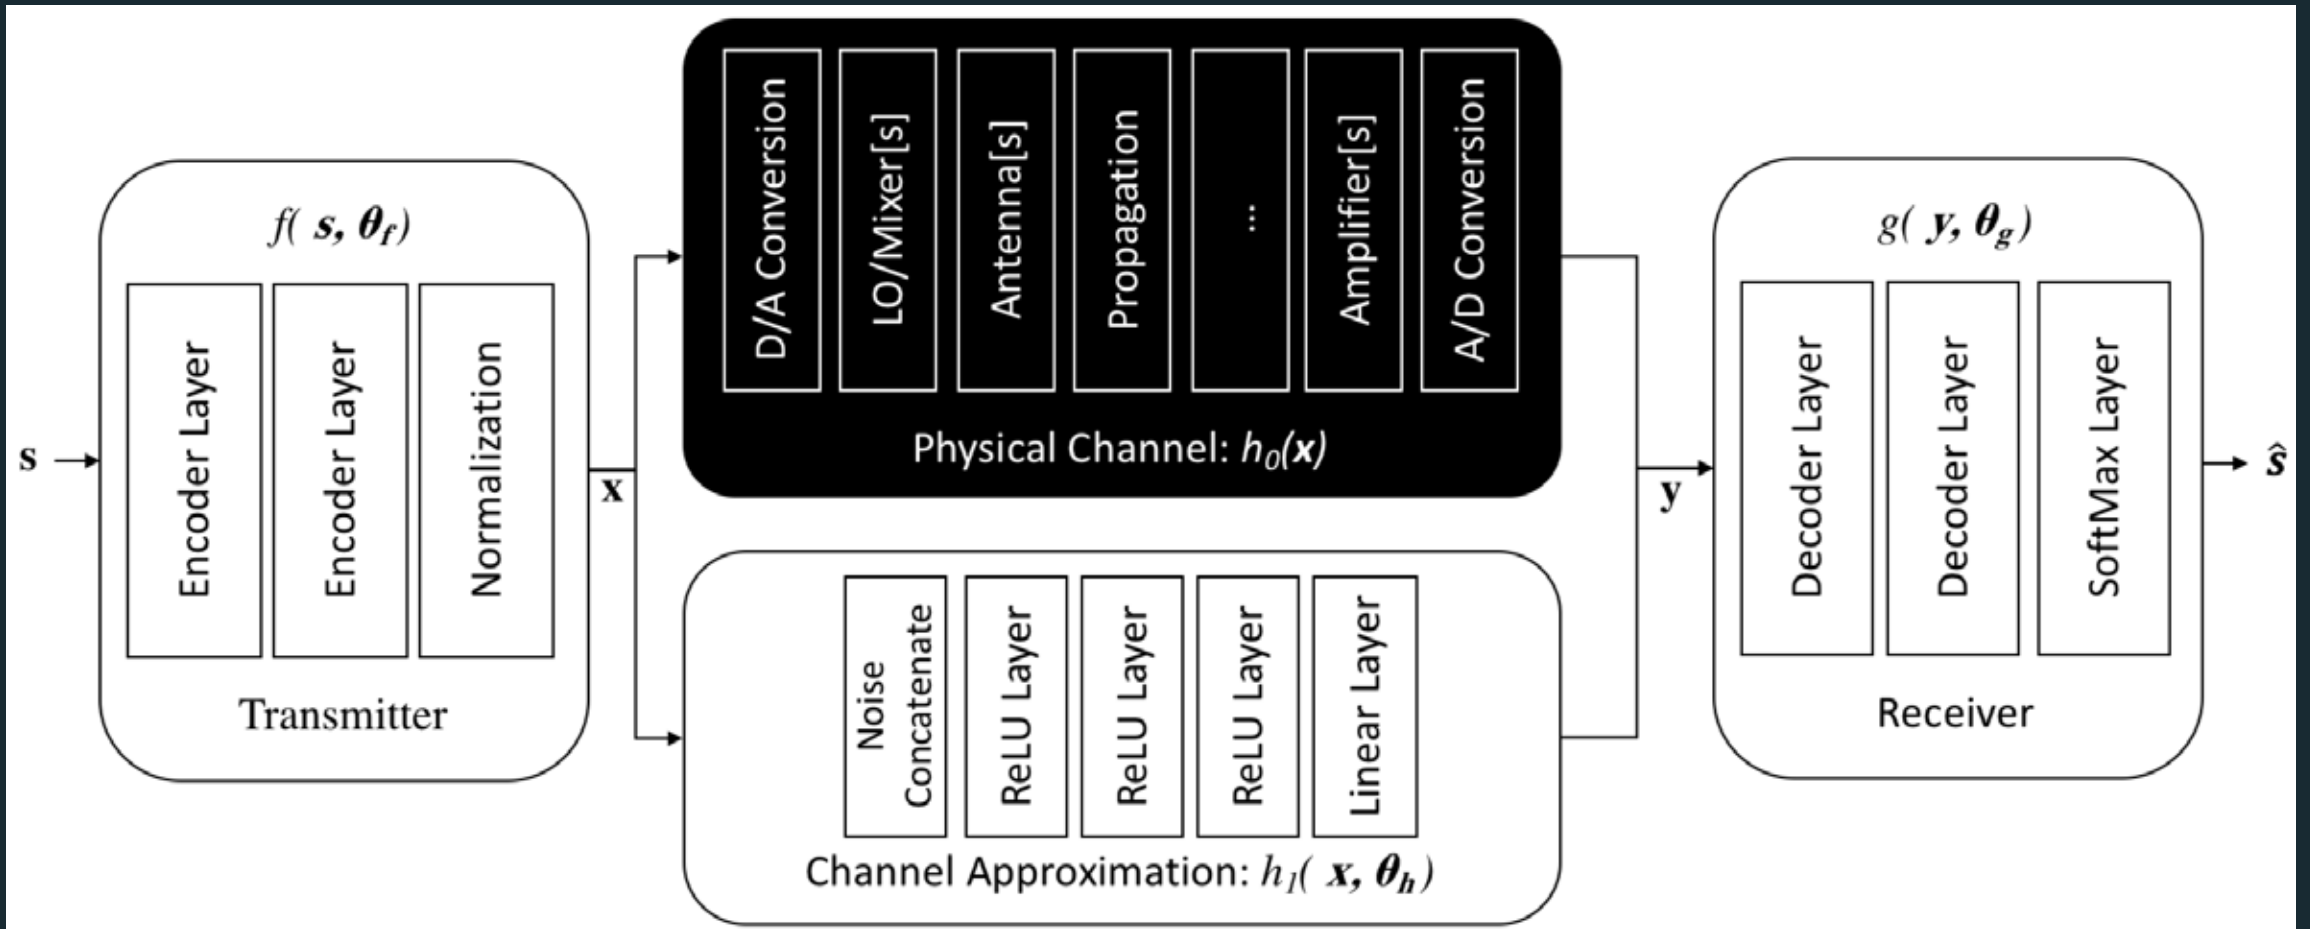 s
f( s, θf)
Encoder Layer
Encoder Layer
Normalization
Transmitter
x
D/A Conversion
LO/Mixer[s]
Antenna[s]
Propagation
...
Amplifier[s]
A/D Conversion
Physical Channel: h0(x)
Noise
Concatenate
ReLU Layer
ReLU Layer
ReLU Layer
Linear Layer
Channel Approximation: h1( x, θh)
y
g( y, θg)
Decoder Layer
Decoder Layer
SoftMax Layer
Receiver
ŝ